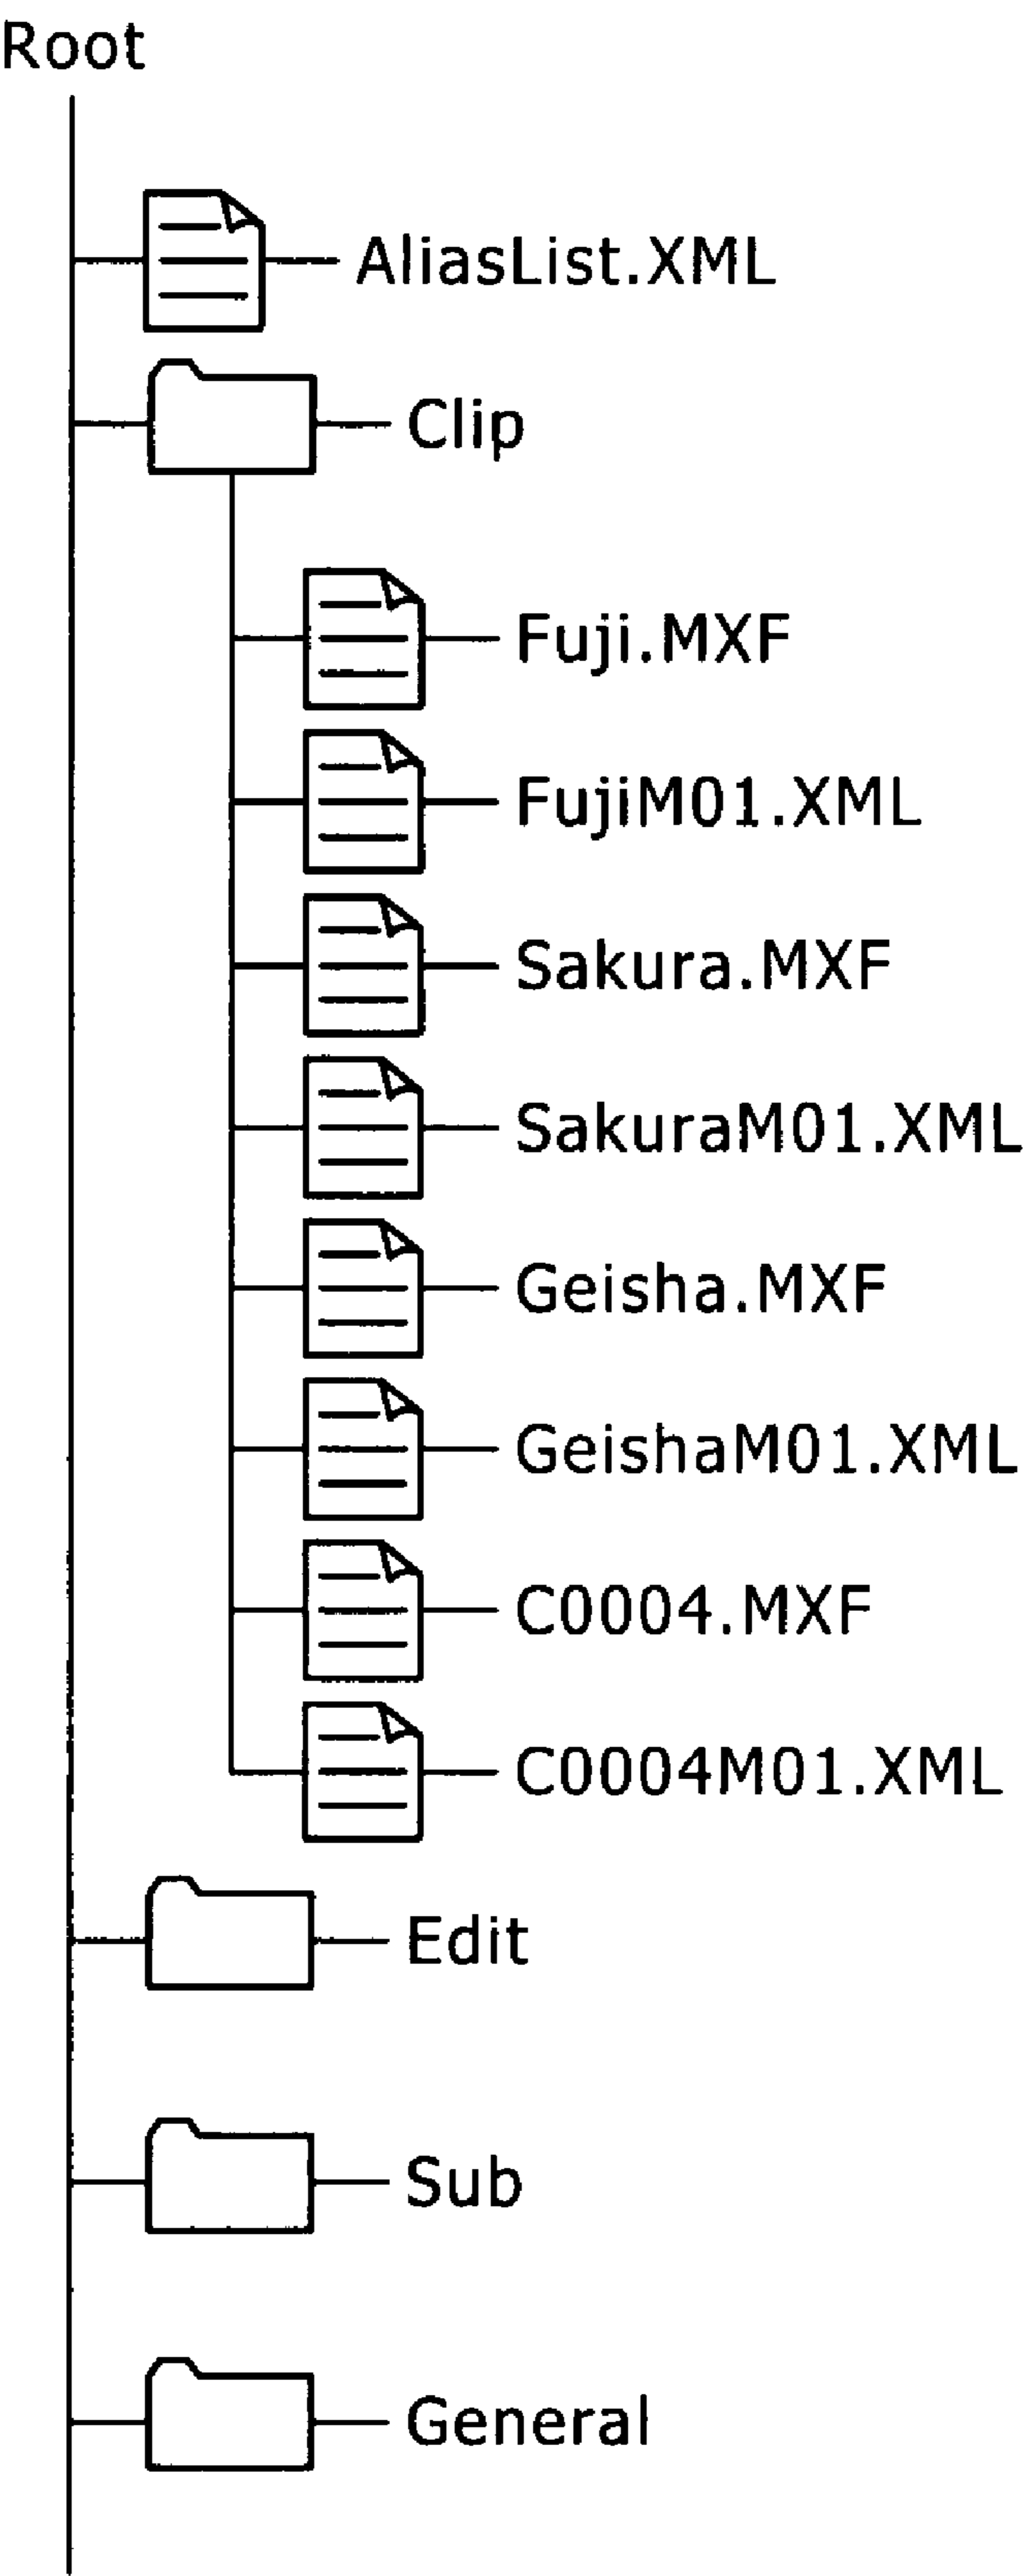 Root
AliasList.XML
Clip
Fuji.MXF
FujiM01.XML
Sakura.MXF
SakuraM01.XML
Geisha.MXF
GeishaM01.XML
C0004.MXF
C0004M01.XML
Edit
Sub
General